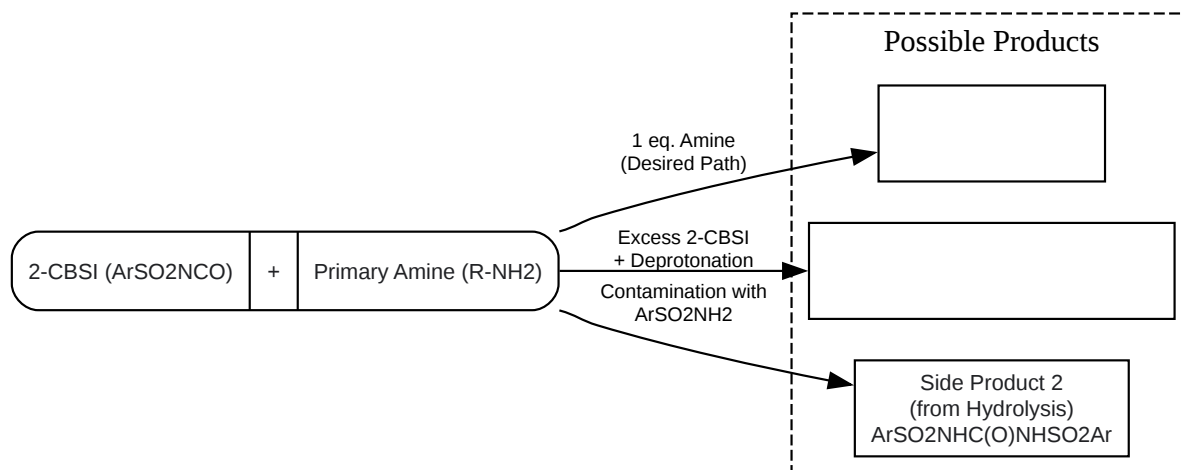 Possible Products
1 eq. Amine
(Desired Path)
2-CBSI (ArSO2NCO)
+
Primary Amine (R-NH2)
Excess 2-CBSI
+ Deprotonation
Contamination with
ArSO2NH2
Side Product 2
(from Hydrolysis)
ArSO2NHC(O)NHSO2Ar